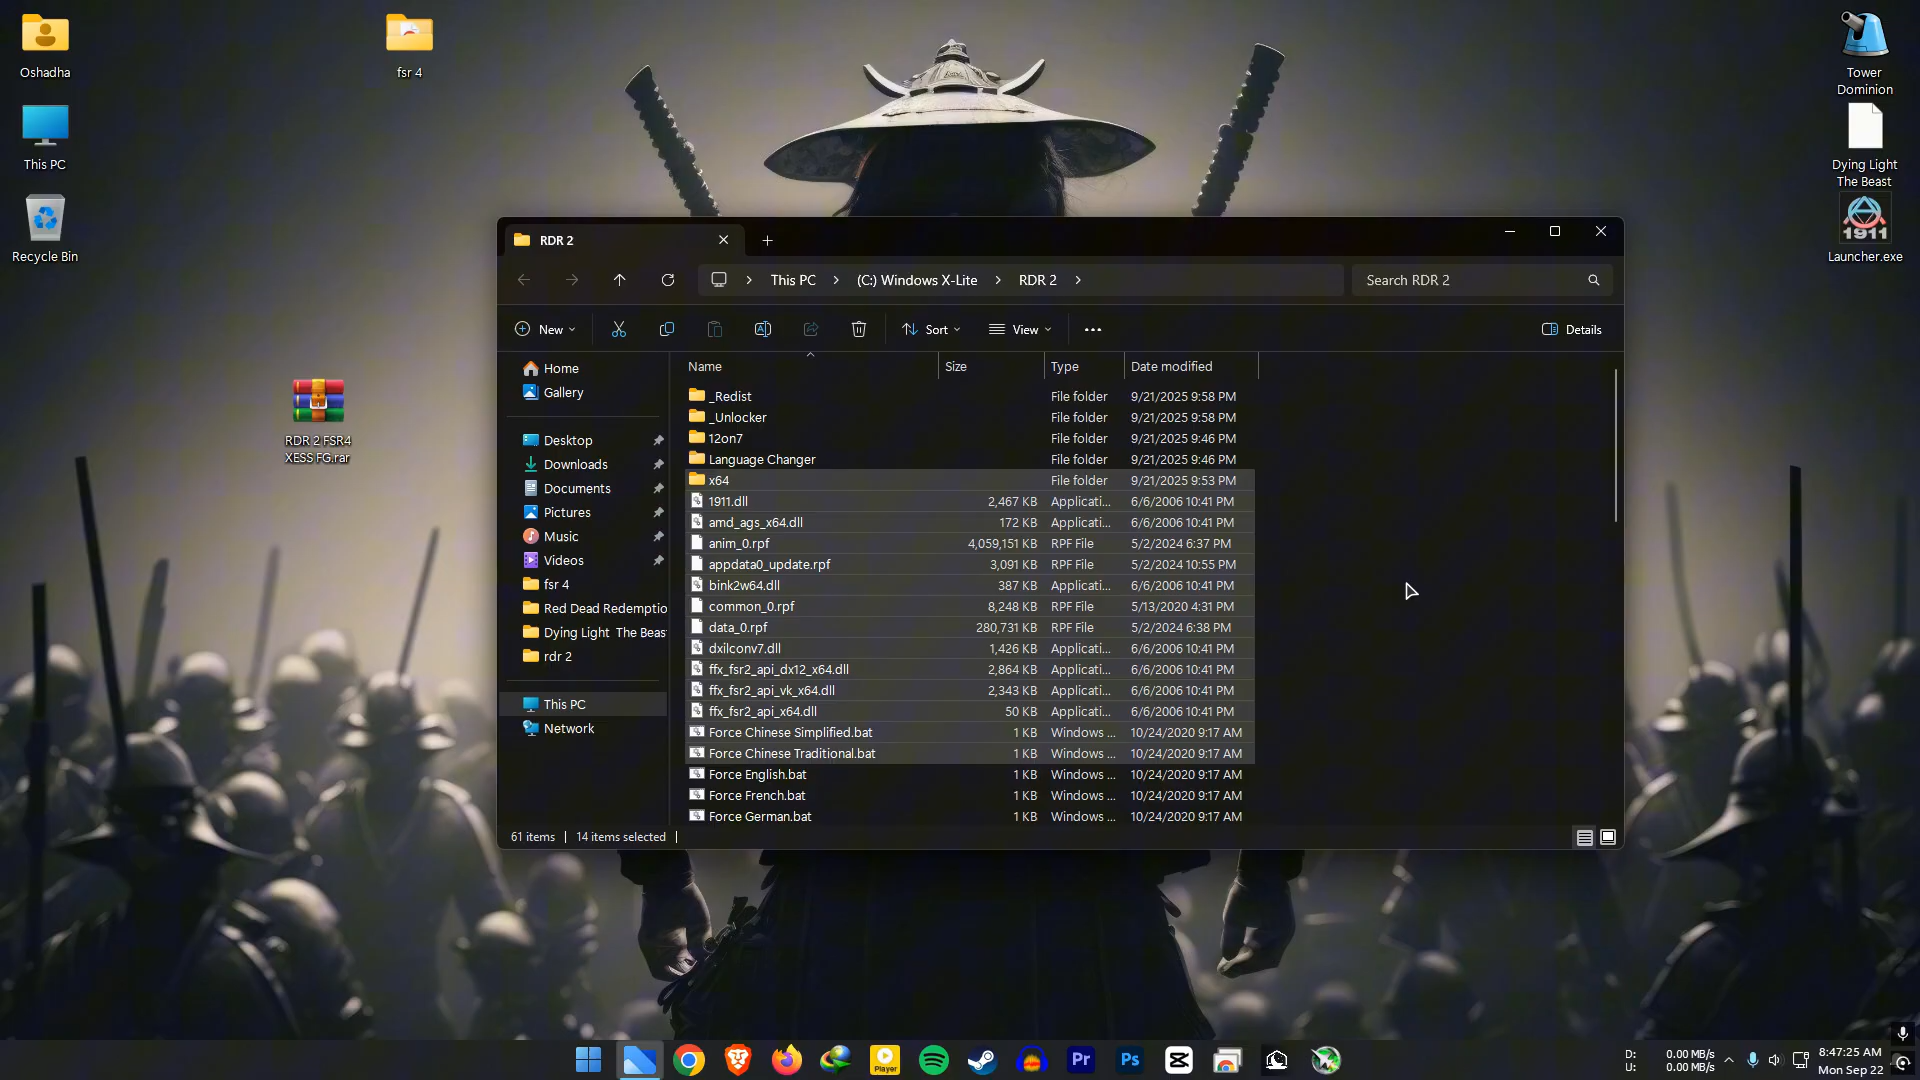 Oshadha
fsr 4
Tower
Dominion
This PC
Dying Light
The Beast
Recycle Bin
1911
Launcher.exe
RDR 2 FSR4
XESS FG.rar
RDR 2
This PC
(C:) Windows X-Lite
RDR 2
Search RDR 2
New
Sort
View
Details
Name
Size
Type
Date modified
Home
Gallery
Desktop
Downloads
Documents
Pictures
Music
Videos
fsr 4
Red Dead Redemptio
Dying Light The Beas
rdr 2
This PC
Network
_Redist File folder 9/21/2025 9:58 PM
_Unlocker File folder 9/21/2025 9:58 PM
12on7 File folder 9/21/2025 9:46 PM
Language Changer File folder 9/21/2025 9:46 PM
x64 File folder 9/21/2025 9:53 PM
1911.dll 2,467 KB Applicati... 6/6/2006 10:41 PM
amd_ags_x64.dll 172 KB Applicati... 6/6/2006 10:41 PM
anim_0.rpf 4,059,151 KB RPF File 5/2/2024 6:37 PM
appdata0_update.rpf 3,091 KB RPF File 5/2/2024 10:55 PM
bink2w64.dll 387 KB Applicati... 6/6/2006 10:41 PM
common_0.rpf 8,248 KB RPF File 5/13/2020 4:31 PM
data_0.rpf 280,731 KB RPF File 5/2/2024 6:38 PM
dxilconv7.dll 1,426 KB Applicati... 6/6/2006 10:41 PM
ffx_fsr2_api_dx12_x64.dll 2,864 KB Applicati... 6/6/2006 10:41 PM
ffx_fsr2_api_vk_x64.dll 2,343 KB Applicati... 6/6/2006 10:41 PM
ffx_fsr2_api_x64.dll 50 KB Applicati... 6/6/2006 10:41 PM
Force Chinese Simplified.bat 1 KB Windows ... 10/24/2020 9:17 AM
Force Chinese Traditional.bat 1 KB Windows ... 10/24/2020 9:17 AM
Force English.bat 1 KB Windows ... 10/24/2020 9:17 AM
Force French.bat 1 KB Windows ... 10/24/2020 9:17 AM
Force German.bat 1 KB Windows ... 10/24/2020 9:17 AM
61 items
14 items selected
Player
Pr
Ps
D: 0.00 MB/s
U: 0.00 MB/s
8:47:25 AM
Mon Sep 22